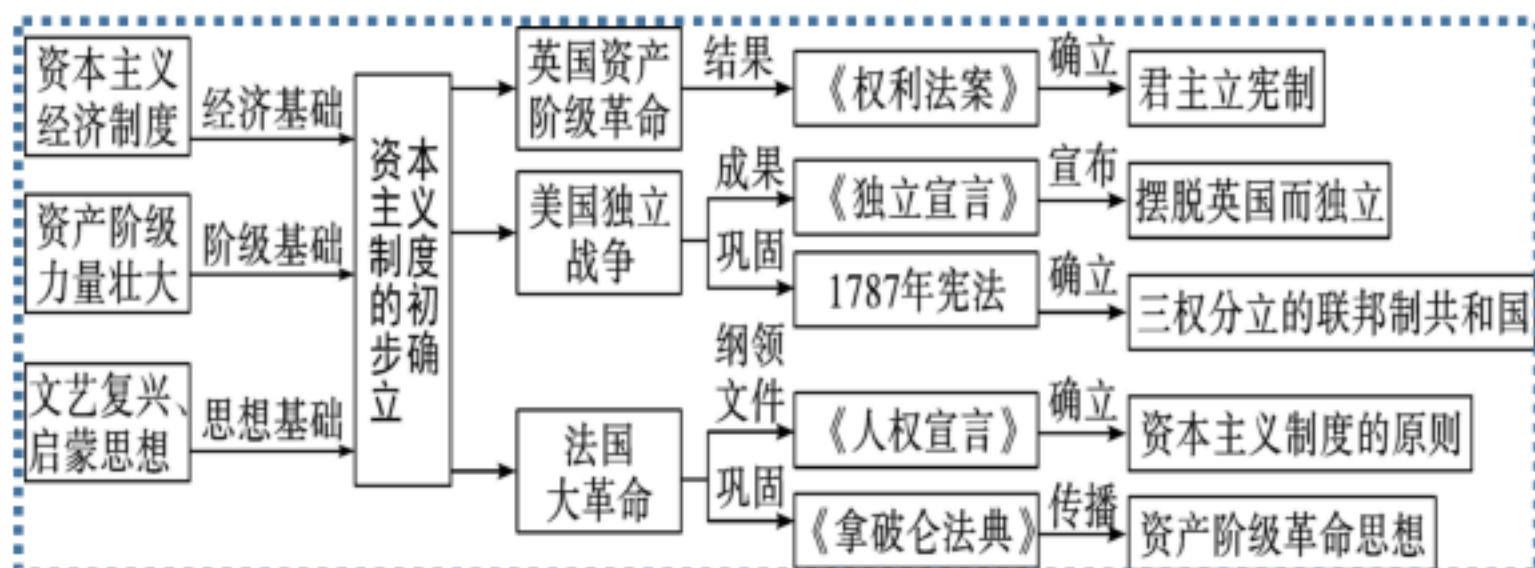 资本主义
经济制度
经济基础
资产阶级
力量壮大
阶级基础
文艺复兴、
启蒙思想
思想基础
资本
主义
制度
的初
步确
立
英国资产
阶级革命
结果
《权利法案》
确立
君主立宪制
美国独立
战争
成果
《独立宣言》
宣布
摆脱英国而独立
巩固
1787年宪法
确立
三权分立的联邦制共和国
法国
大革命
纲领
文件
《人权宣言》
确立
资本主义制度的原则
巩固
《拿破仑法典》
传播
资产阶级革命思想